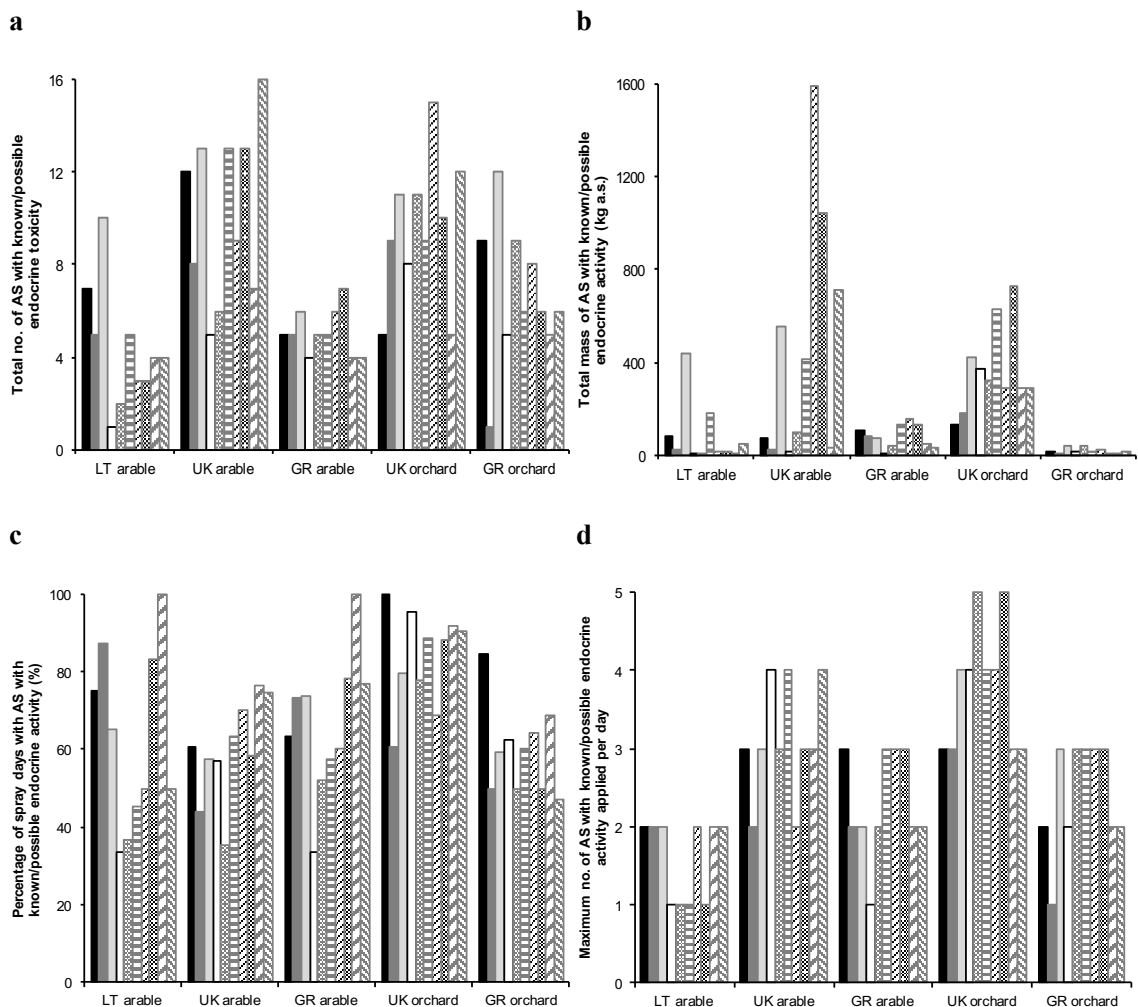 a
Total no. of AS with known/possible
endocrine toxicity
16
12
8
4
0
LT arable UK arable GR arable UK orchard GR orchard
b
Total mass of AS with known/possible
endocrine activity (kg a.s.)
1600
1200
800
400
0
LT arable UK arable GR arable UK orchard GR orchard
c
Percentage of spray days with AS with
known/possible endocrine activity (%)
100
80
60
40
20
0
LT arable UK arable GR arable UK orchard GR orchard
d
Maximum no. of AS with known/possible endocrine
activity applied per day
5
4
3
2
1
0
LT arable UK arable GR arable UK orchard GR orchard